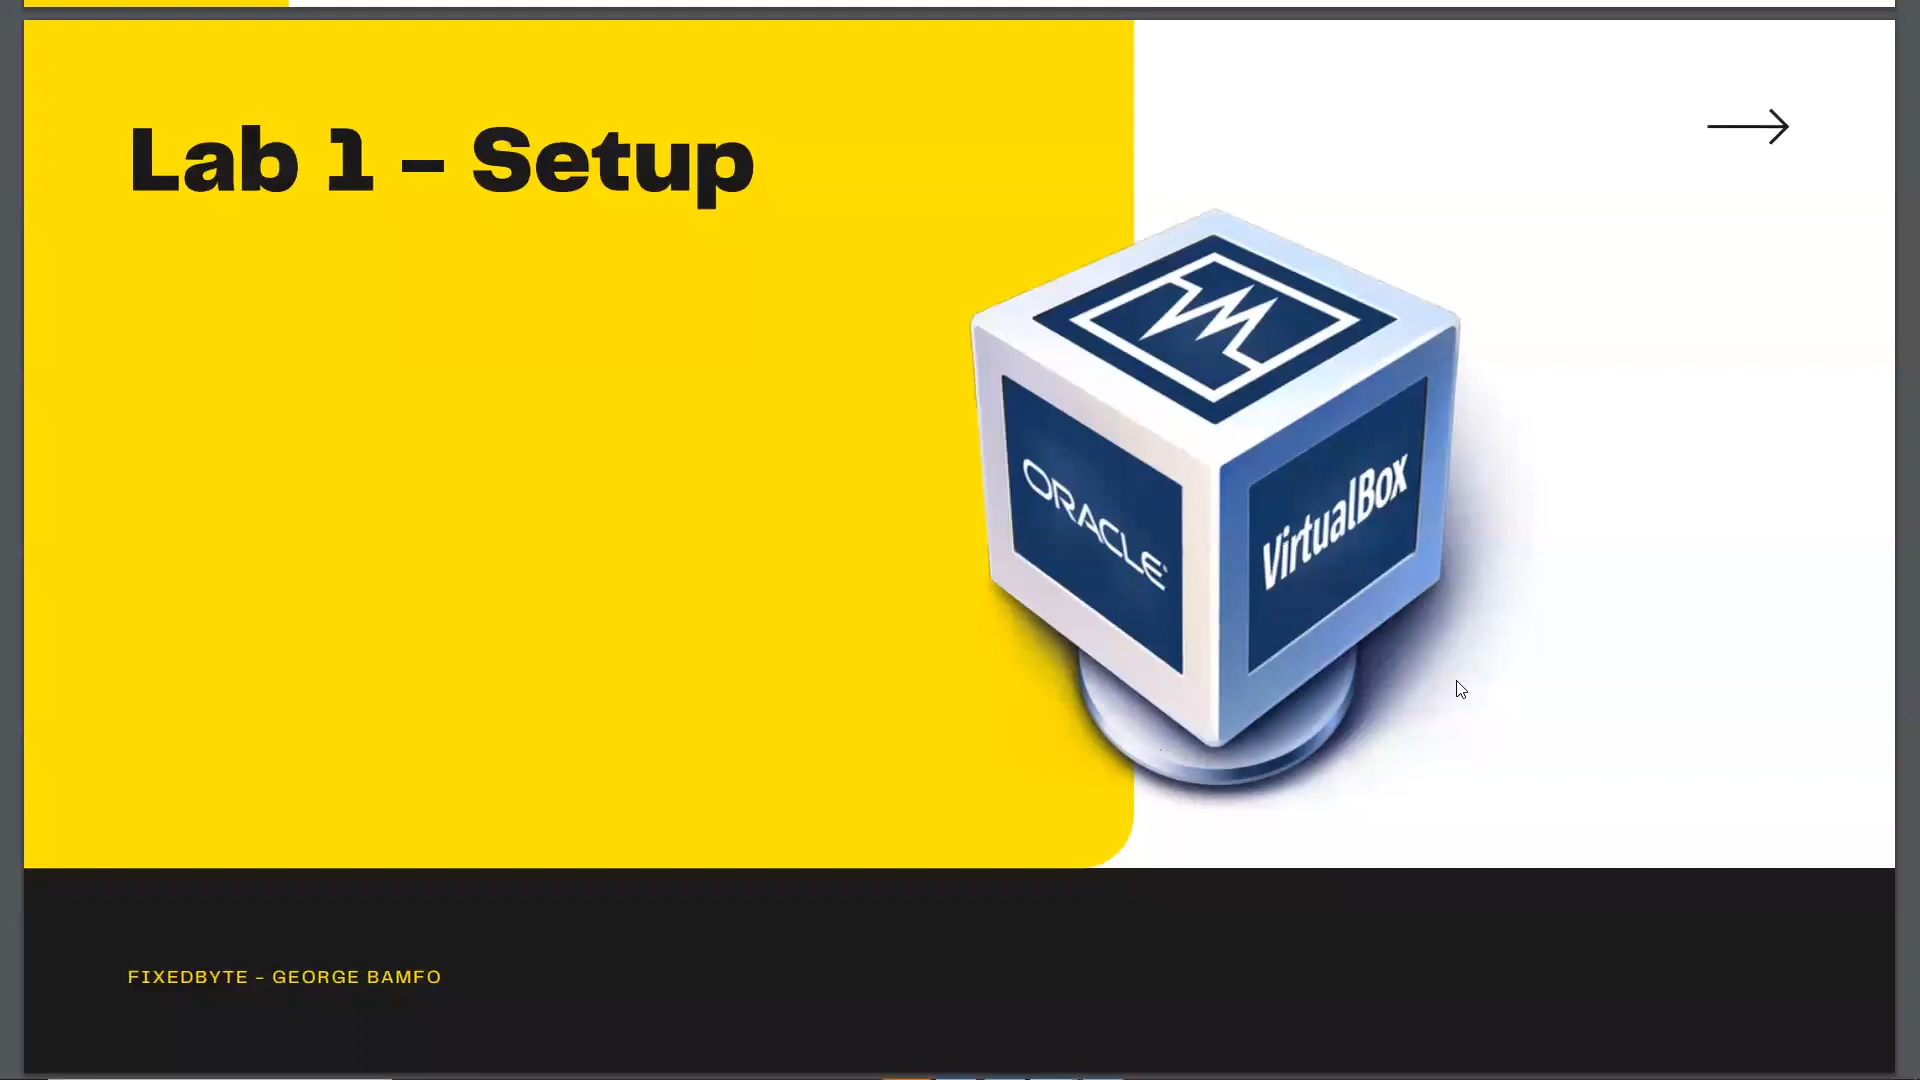 Lab 1 – Setup
ORACLE
VirtualBox
FIXEDBYTE – GEORGE BAMFO